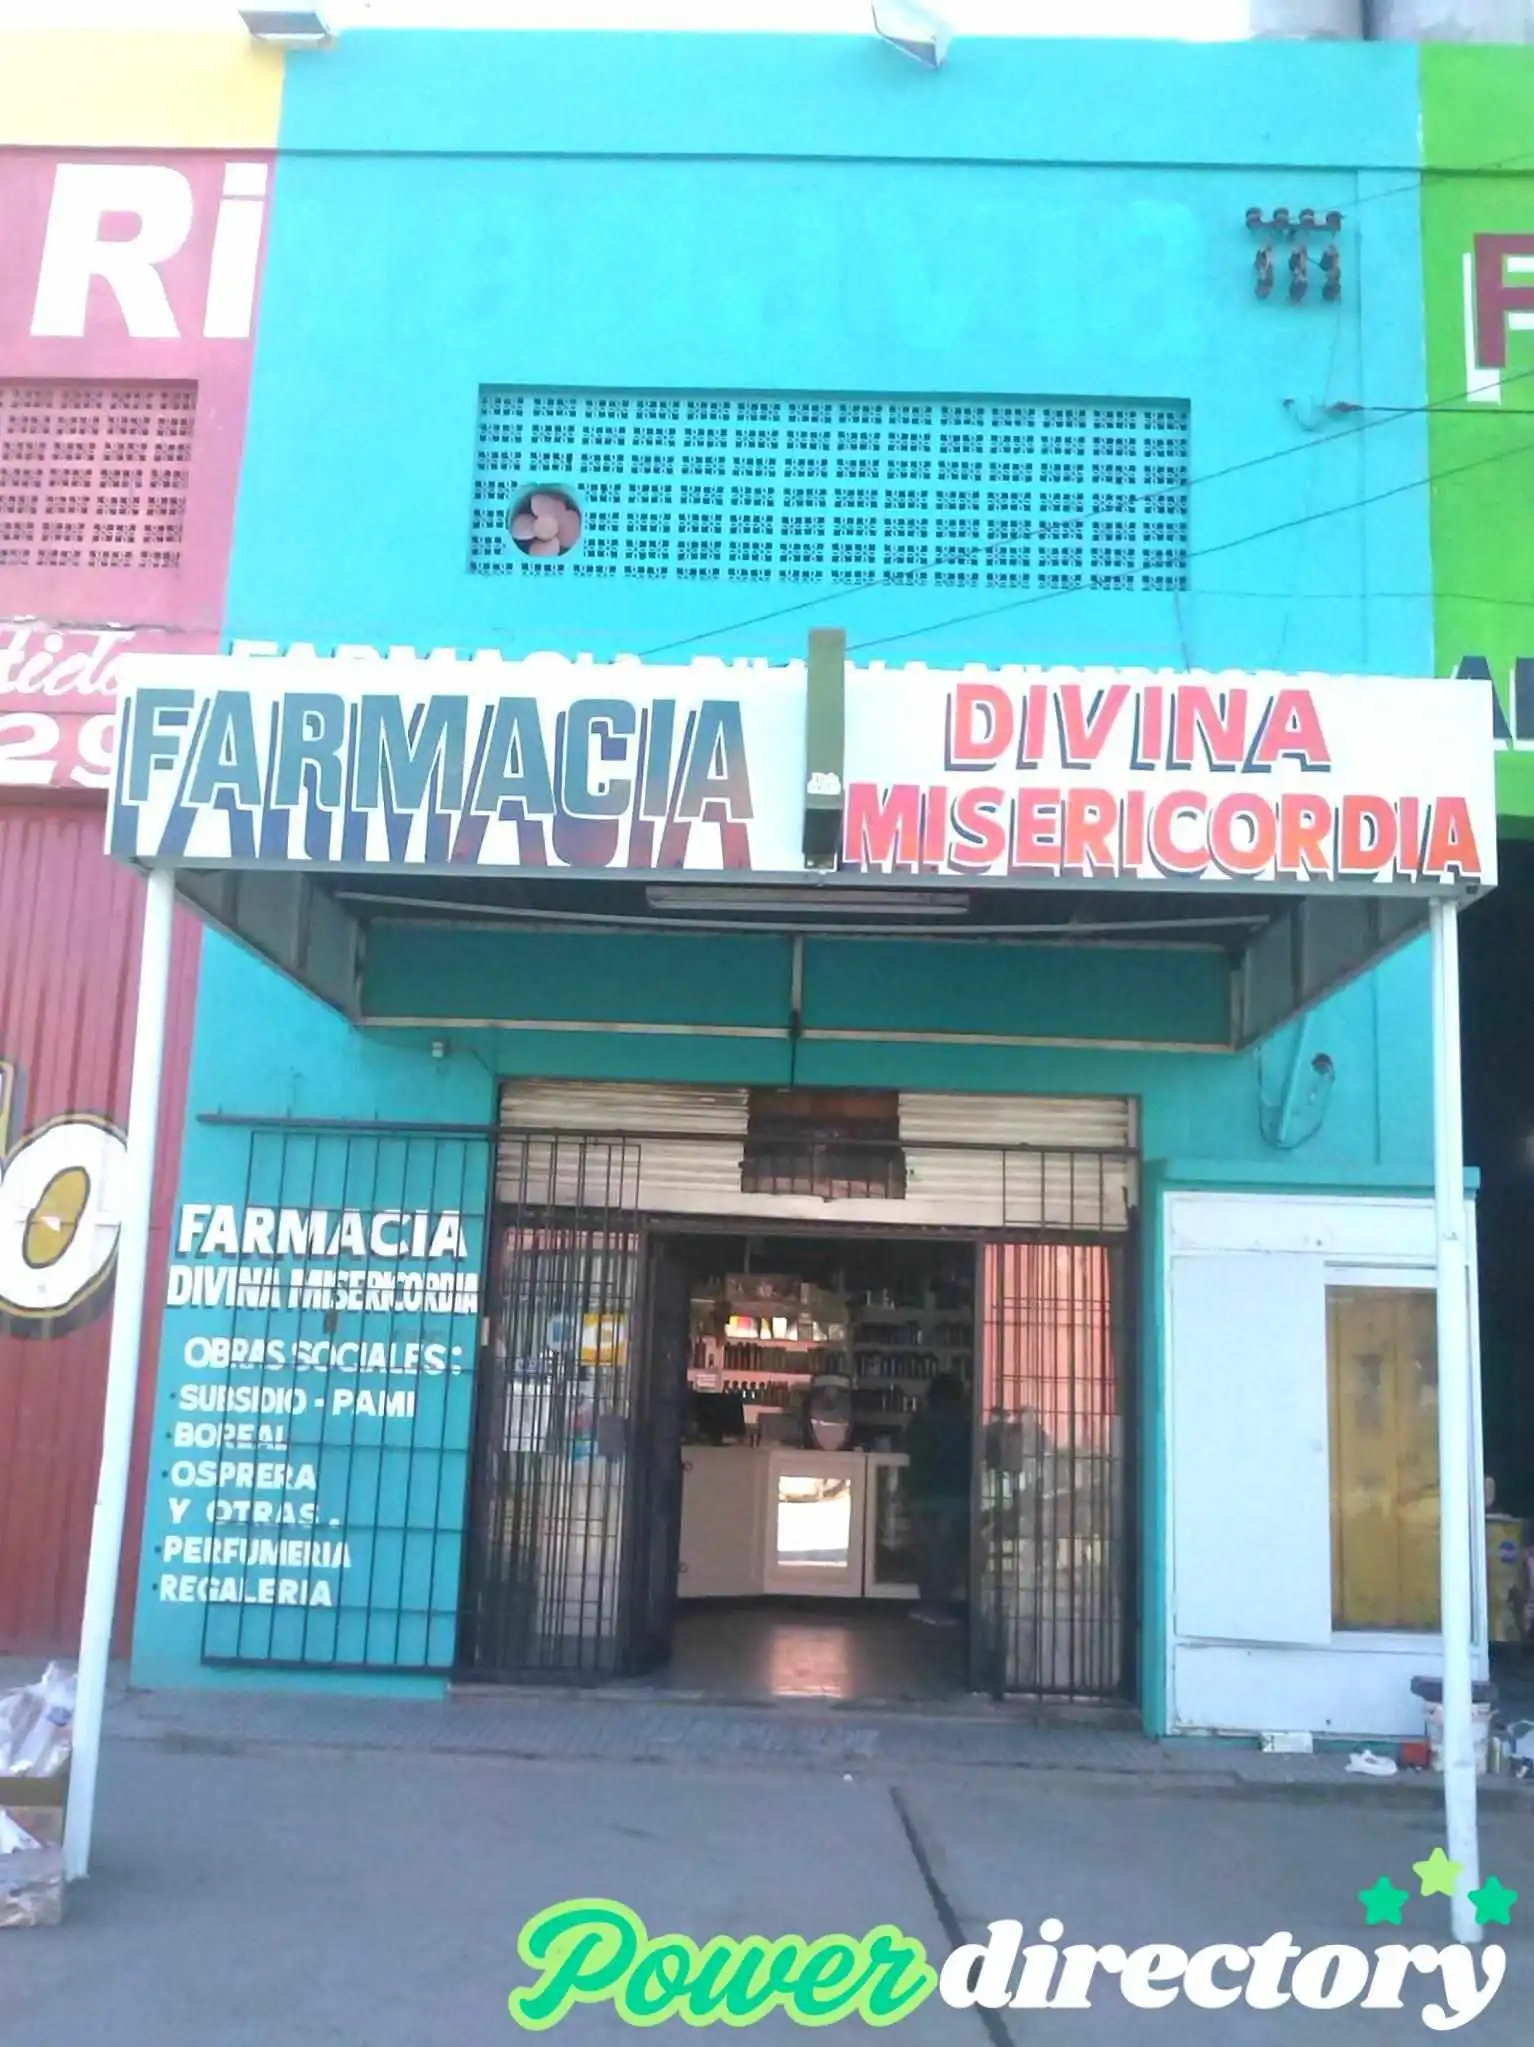 Ri
FARMACIA
DIVINA
MISERICORDIA
FARMACIA
DIVINA MISERICORDIA
OBRAS SOCIALES:
· SUBSIDIO - PAMI
· BOREAL
· OSPRERA
Y OTRAS.
· PERFUMERIA
· REGALERIA
Power directory